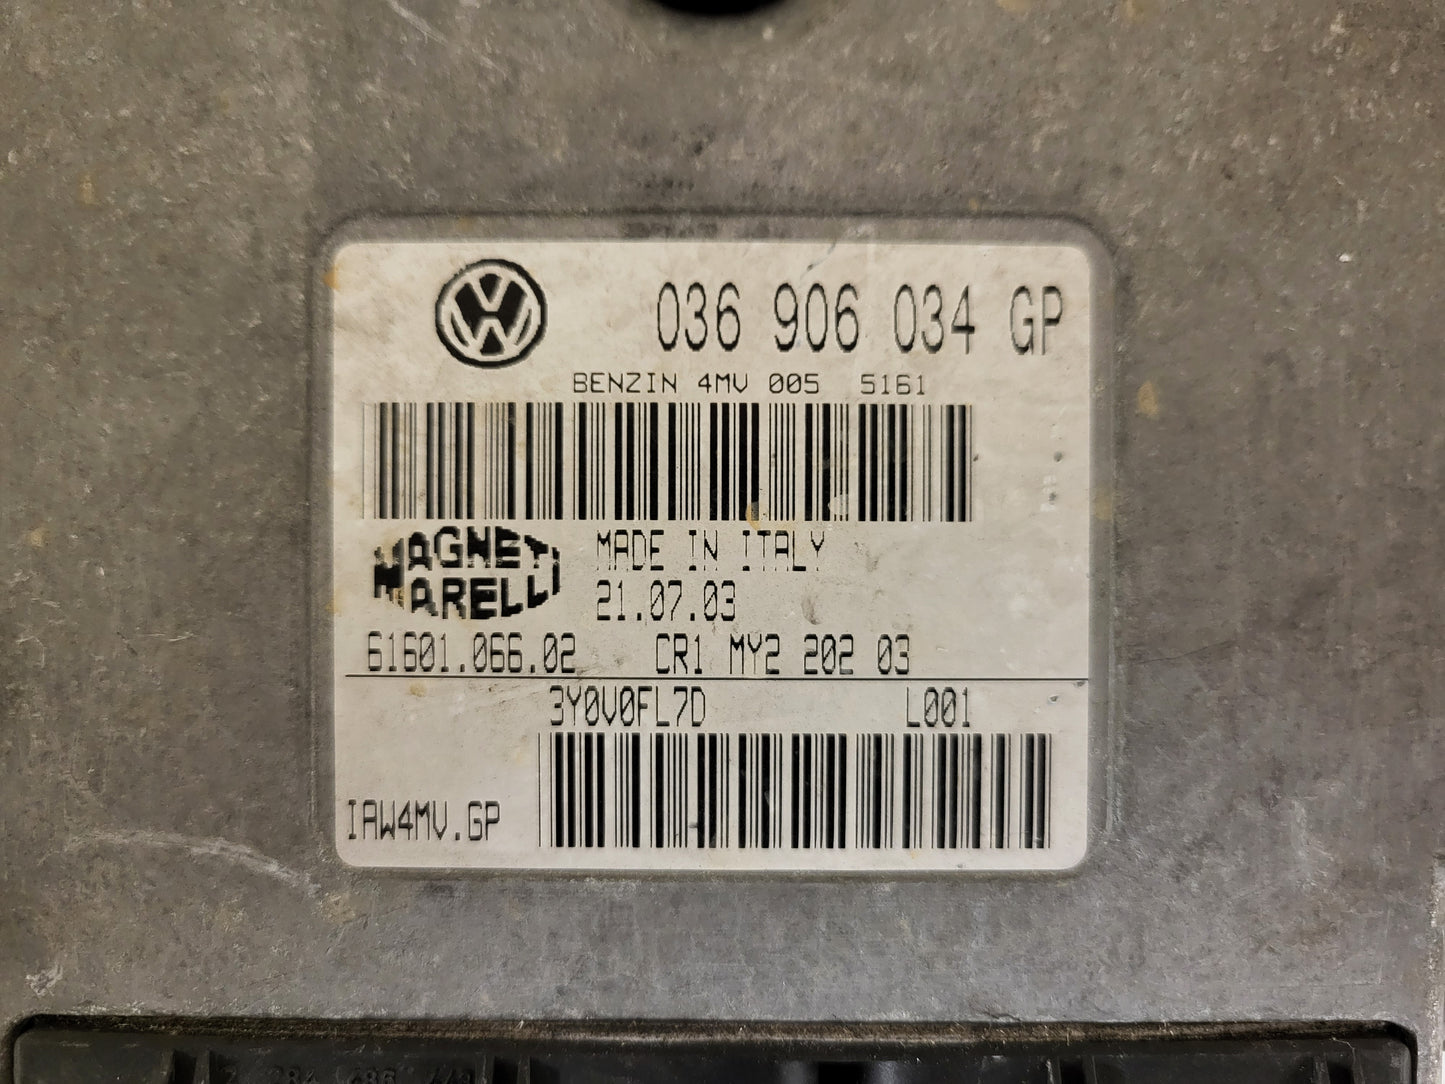 036 906 034 GP
BENZIN 4MV 005 5161
MAGNETI MARELLI
MADE IN ITALY
21.07.03
61601.066.02 CR1 MY2 202 03
3Y0V0FL7D L001
IAW4MV.GP